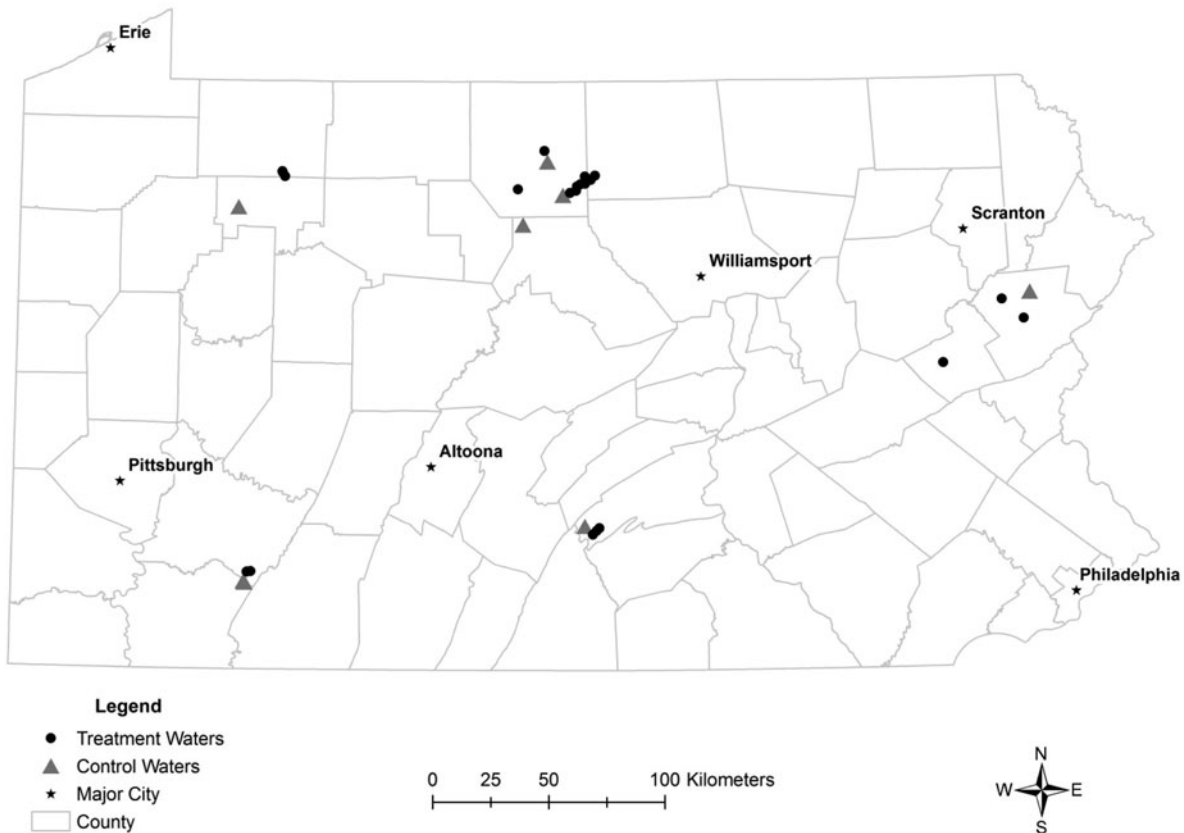 Erie
Scranton
Williamsport
Altoona
Pittsburgh
Philadelphia
Legend
Treatment Waters
Control Waters
Major City
County
0 25 50 100 Kilometers
N
W E
S